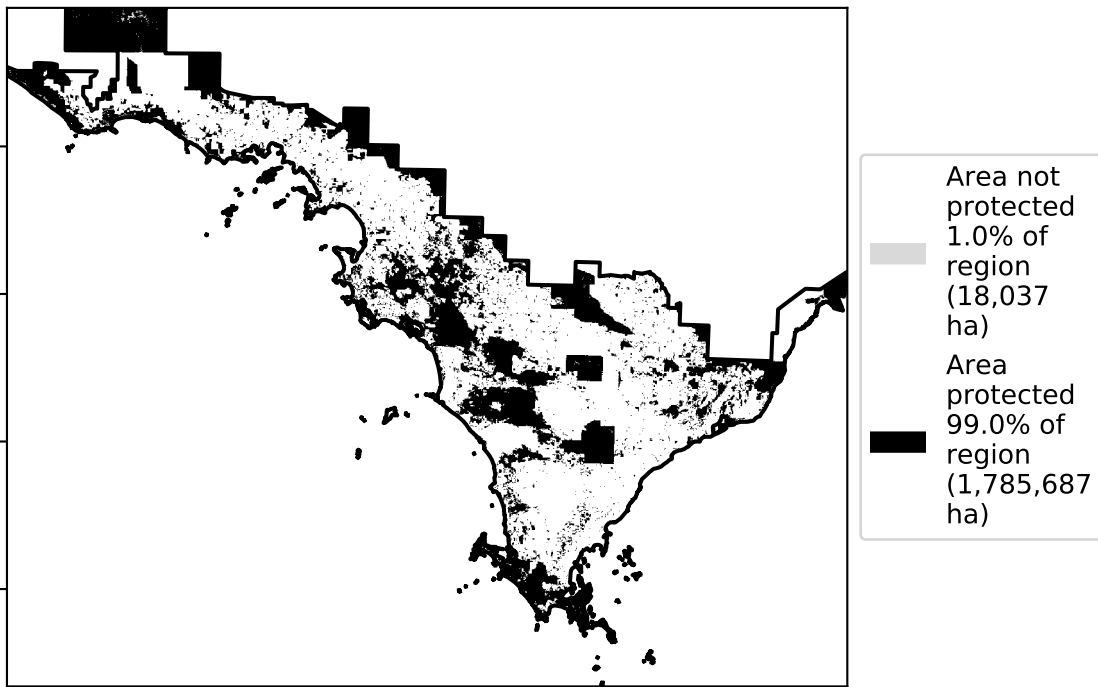 Area not
protected
1.0% of
region
(18,037
ha)
Area
protected
99.0% of
region
(1,785,687
ha)